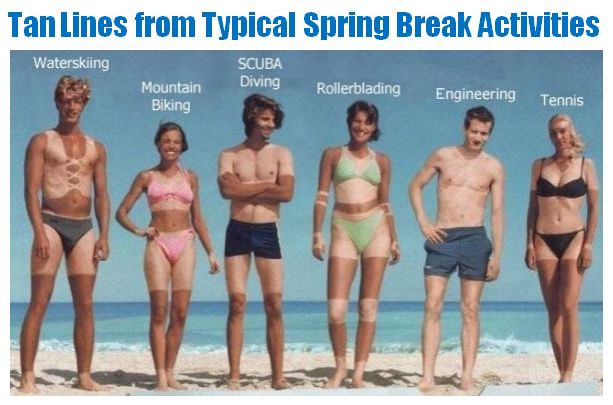 Tan Lines from Typical Spring Break Activities
Waterskiing
Mountain
Biking
SCUBA
Diving
Rollerblading
Engineering
Tennis